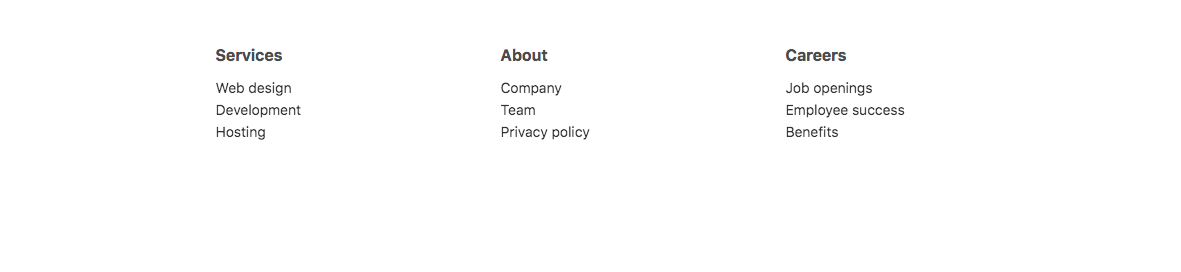 Services
Web design
Development
Hosting
About
Company
Team
Privacy policy
Careers
Job openings
Employee success
Benefits